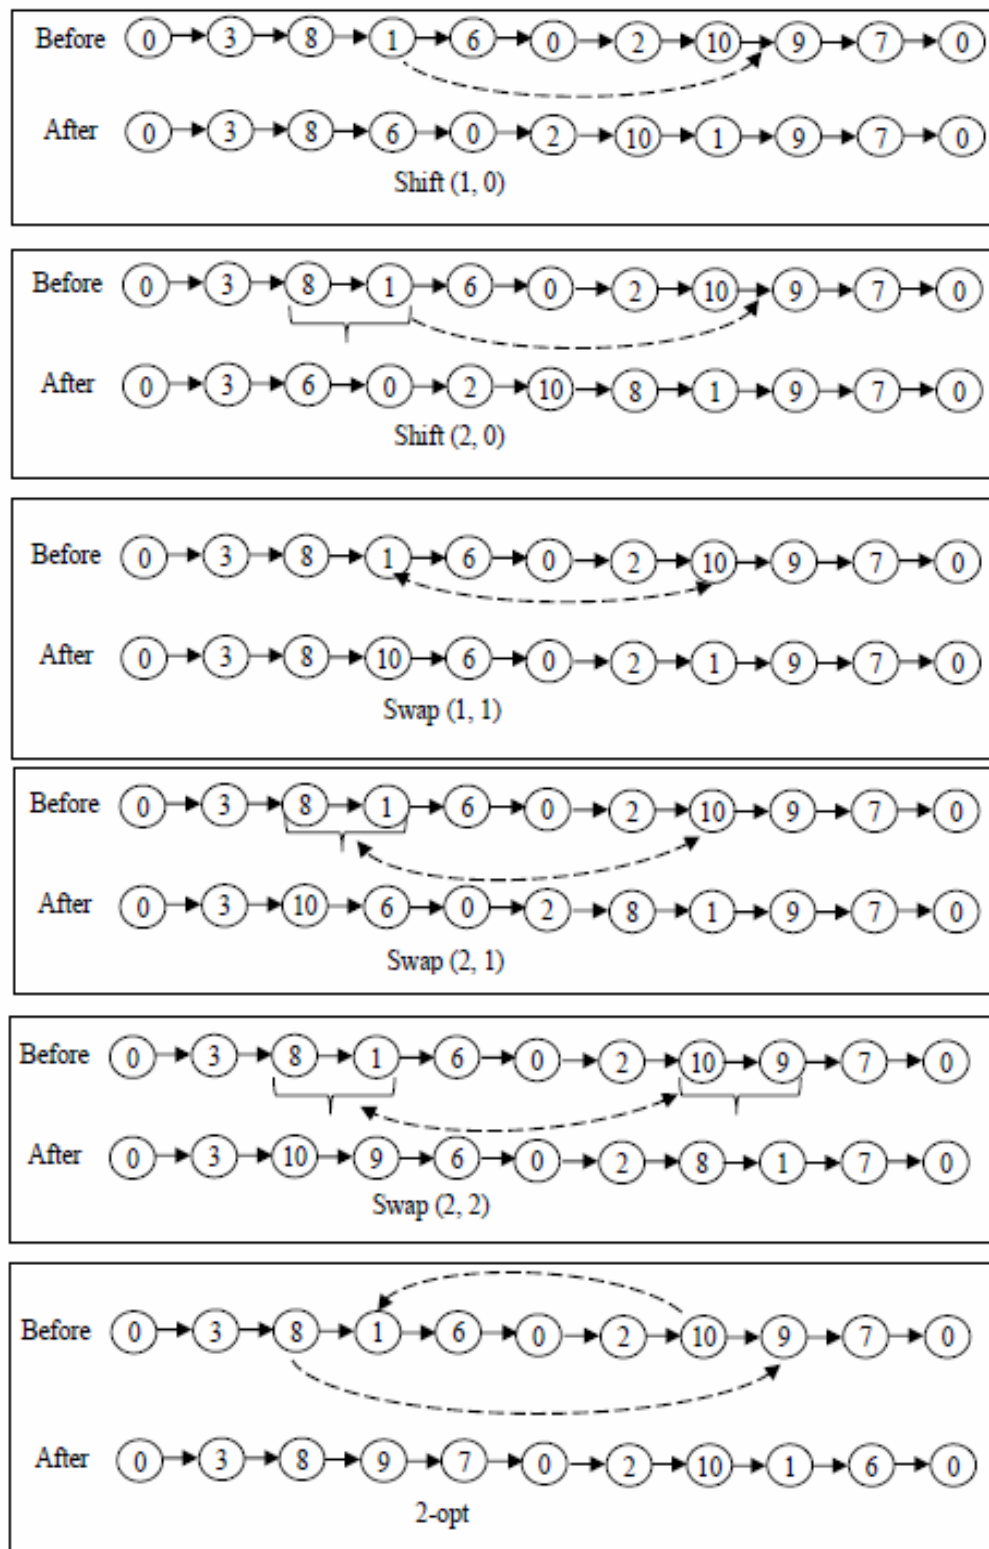 Before 0 3 8 1 6 0 2 10 9 7 0
After 0 3 8 6 0 2 10 1 9 7 0
Shift (1, 0)
Before 0 3 8 1 6 0 2 10 9 7 0
After 0 3 6 0 2 10 8 1 9 7 0
Shift (2, 0)
Before 0 3 8 1 6 0 2 10 9 7 0
After 0 3 8 10 6 0 2 1 9 7 0
Swap (1, 1)
Before 0 3 8 1 6 0 2 10 9 7 0
After 0 3 10 6 0 2 8 1 9 7 0
Swap (2, 1)
Before 0 3 8 1 6 0 2 10 9 7 0
After 0 3 10 9 6 0 2 8 1 7 0
Swap (2, 2)
Before 0 3 8 1 6 0 2 10 9 7 0
After 0 3 8 9 7 0 2 10 1 6 0
2-opt